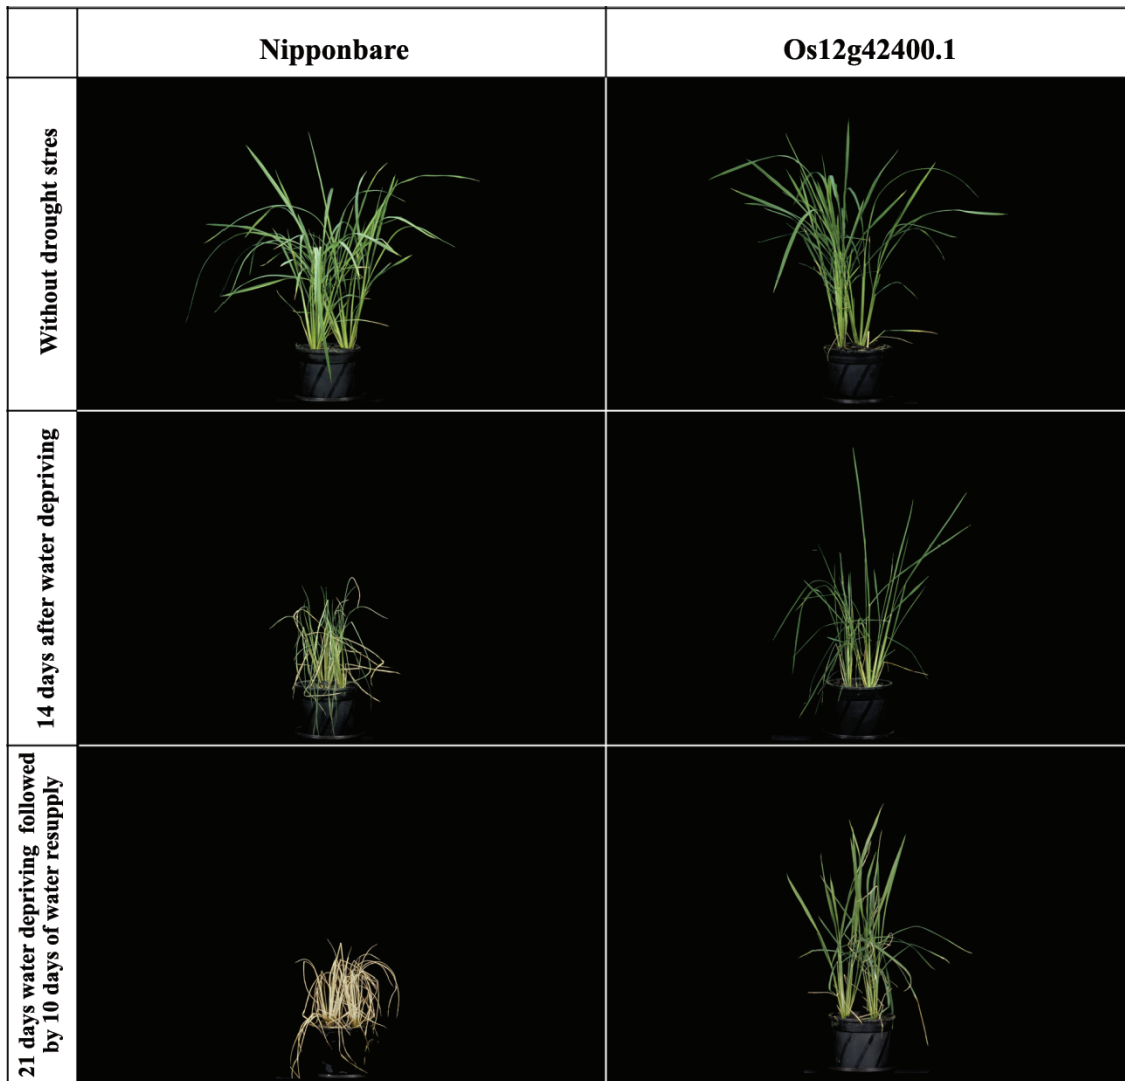 Nipponbare
Os12g42400.1
Without drought stres
14 days after water depriving
21 days water depriving followed
by 10 days of water resupply